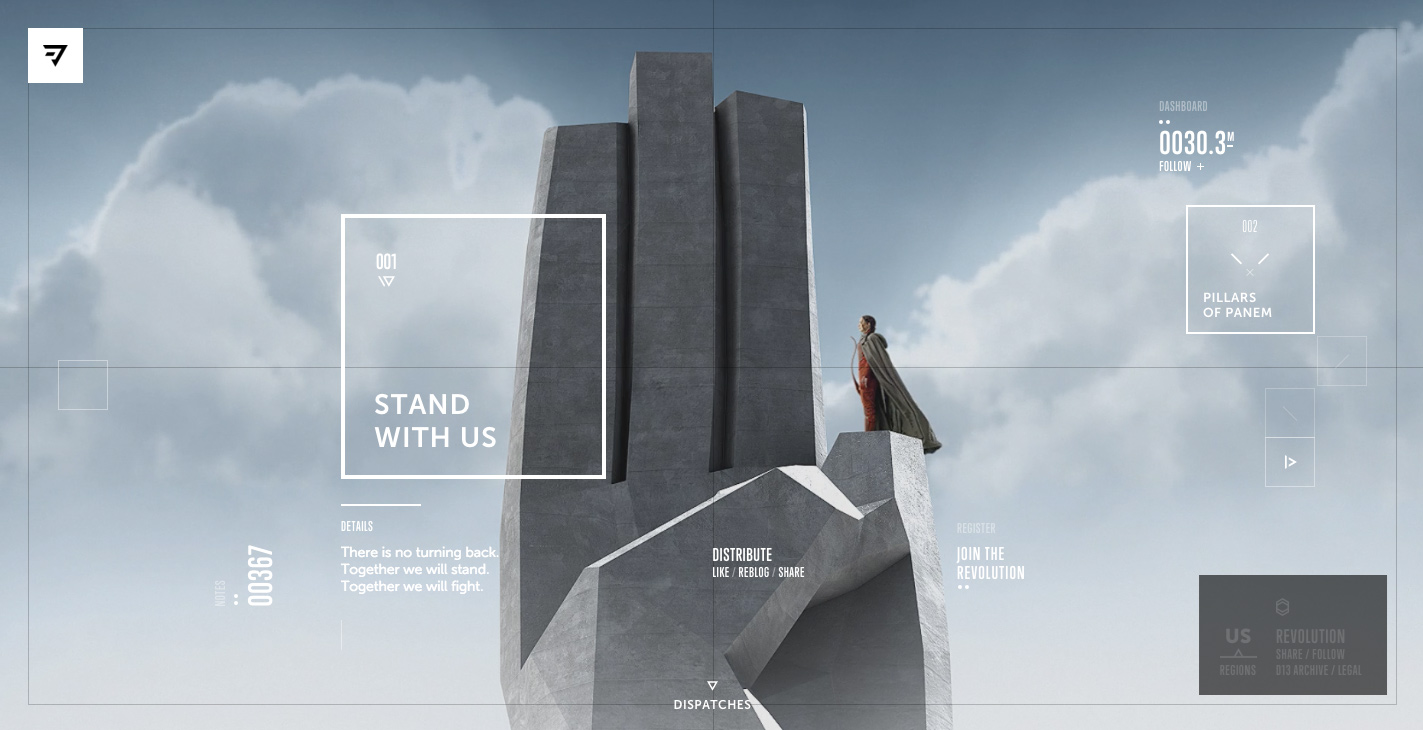 DASHBOARD
0030.3M
FOLLOW +
002
PILLARS
OF PANEM
001
STAND
WITH US
DETAILS
There is no turning back.
Together we will stand.
Together we will fight.
NOTES
00367
DISTRIBUTE
LIKE / REBLOG / SHARE
REGISTER
JOIN THE
REVOLUTION
US
REGIONS
REVOLUTION
SHARE / FOLLOW
D13 ARCHIVE / LEGAL
DISPATCHES